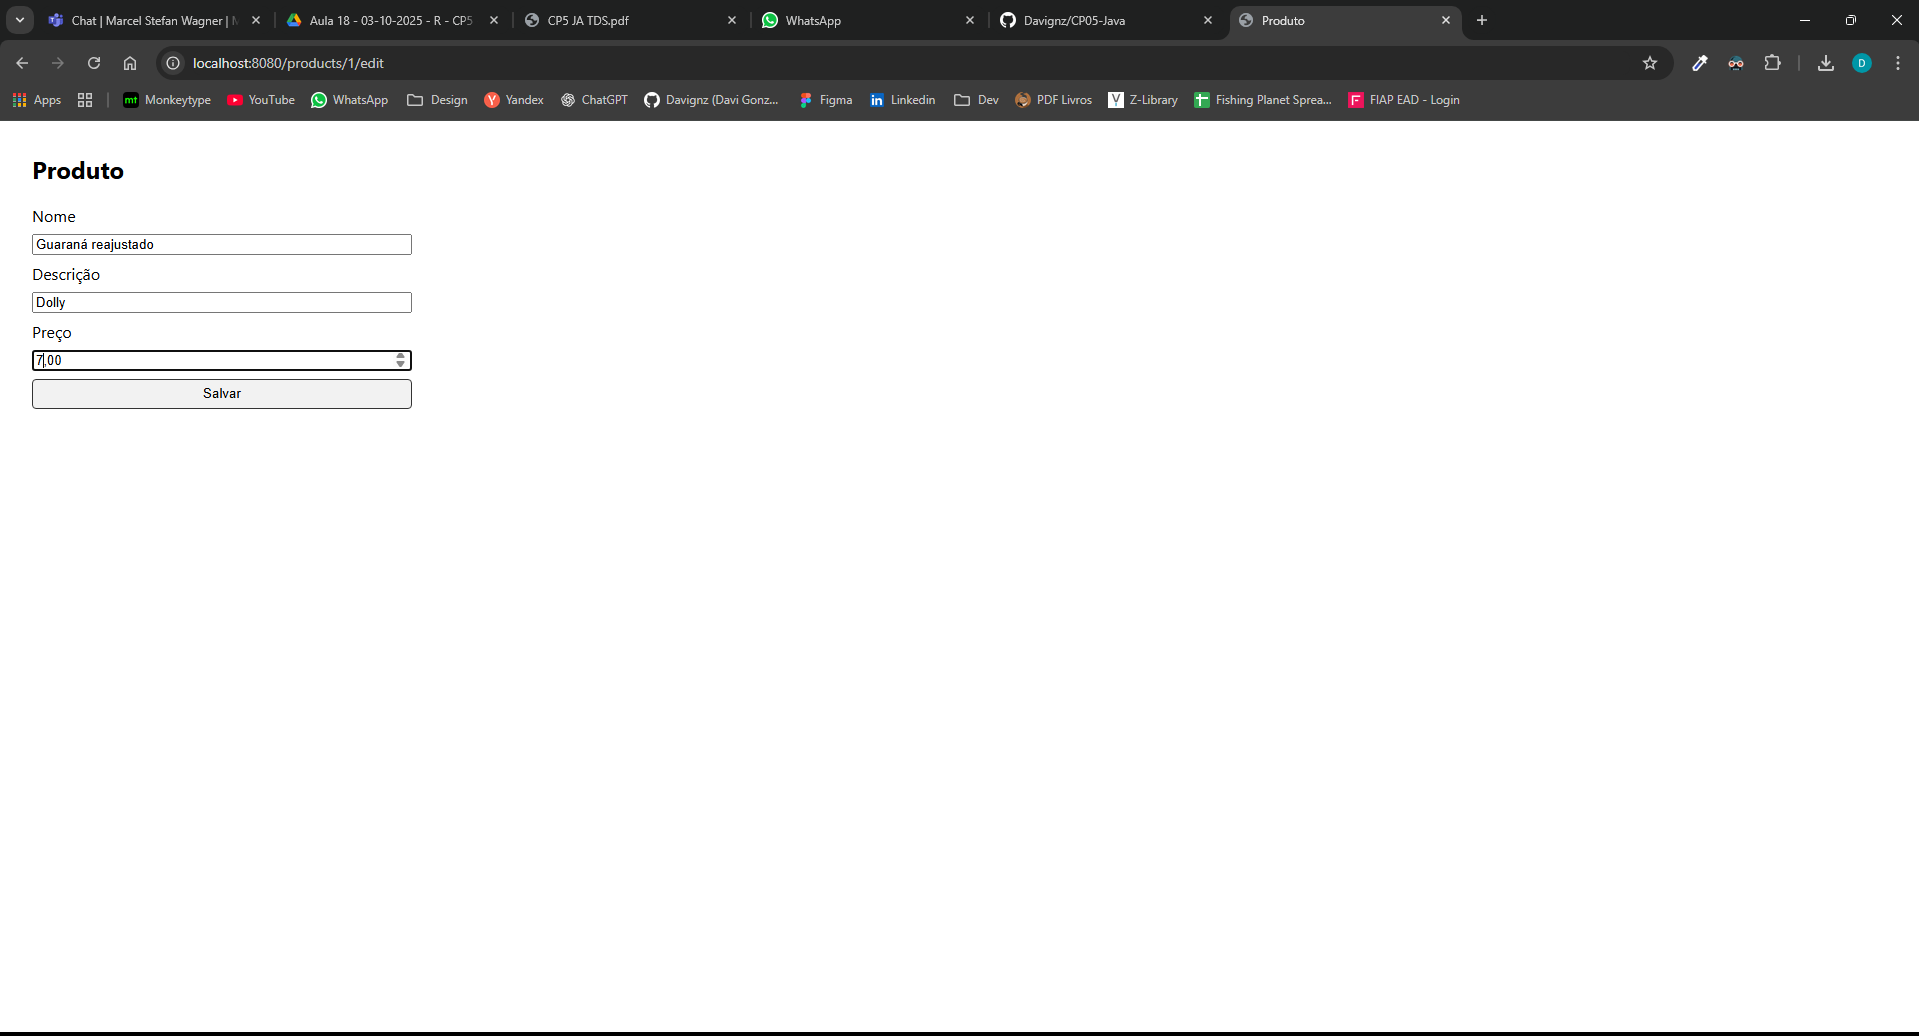 Chat | Marcel Stefan Wagner | M
Aula 18 - 03-10-2025 - R - CP5
CP5 JA TDS.pdf
WhatsApp
Davignz/CP05-Java
Produto
localhost:8080/products/1/edit
D
Apps
mt
Monkeytype
YouTube
WhatsApp
Design
Yandex
ChatGPT
Davignz (Davi Gonz...
Figma
Linkedin
Dev
PDF Livros
Z-Library
Fishing Planet Sprea...
FIAP EAD - Login
Produto
Nome
Guaraná reajustado
Descrição
Dolly
Preço
7,00
Salvar